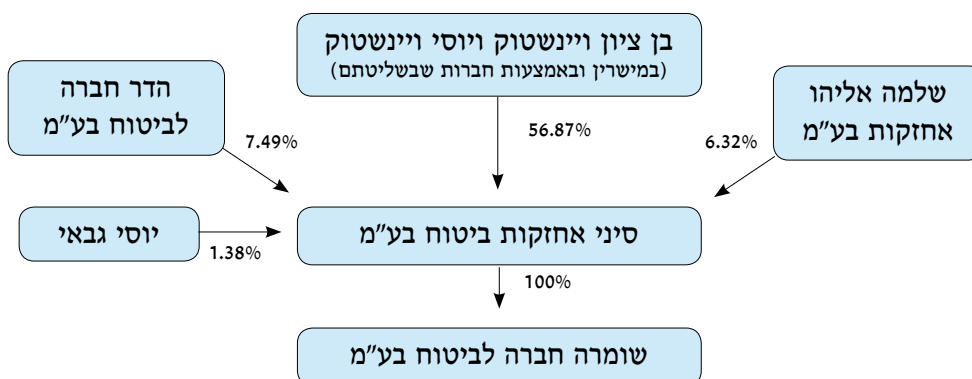 בן ציון ויינשטוק ויוסי ויינשטוק
(במישרין ובאמצעות חברות שבשליטתם)
שלמה אליהו
אחזקות בע"מ
הדר חברה
לביטוח בע"מ
6.32%
56.87%
7.49%
סיני אחזקות ביטוח בע"מ
יוסי גבאי
1.38%
100%
שומרה חברה לביטוח בע"מ